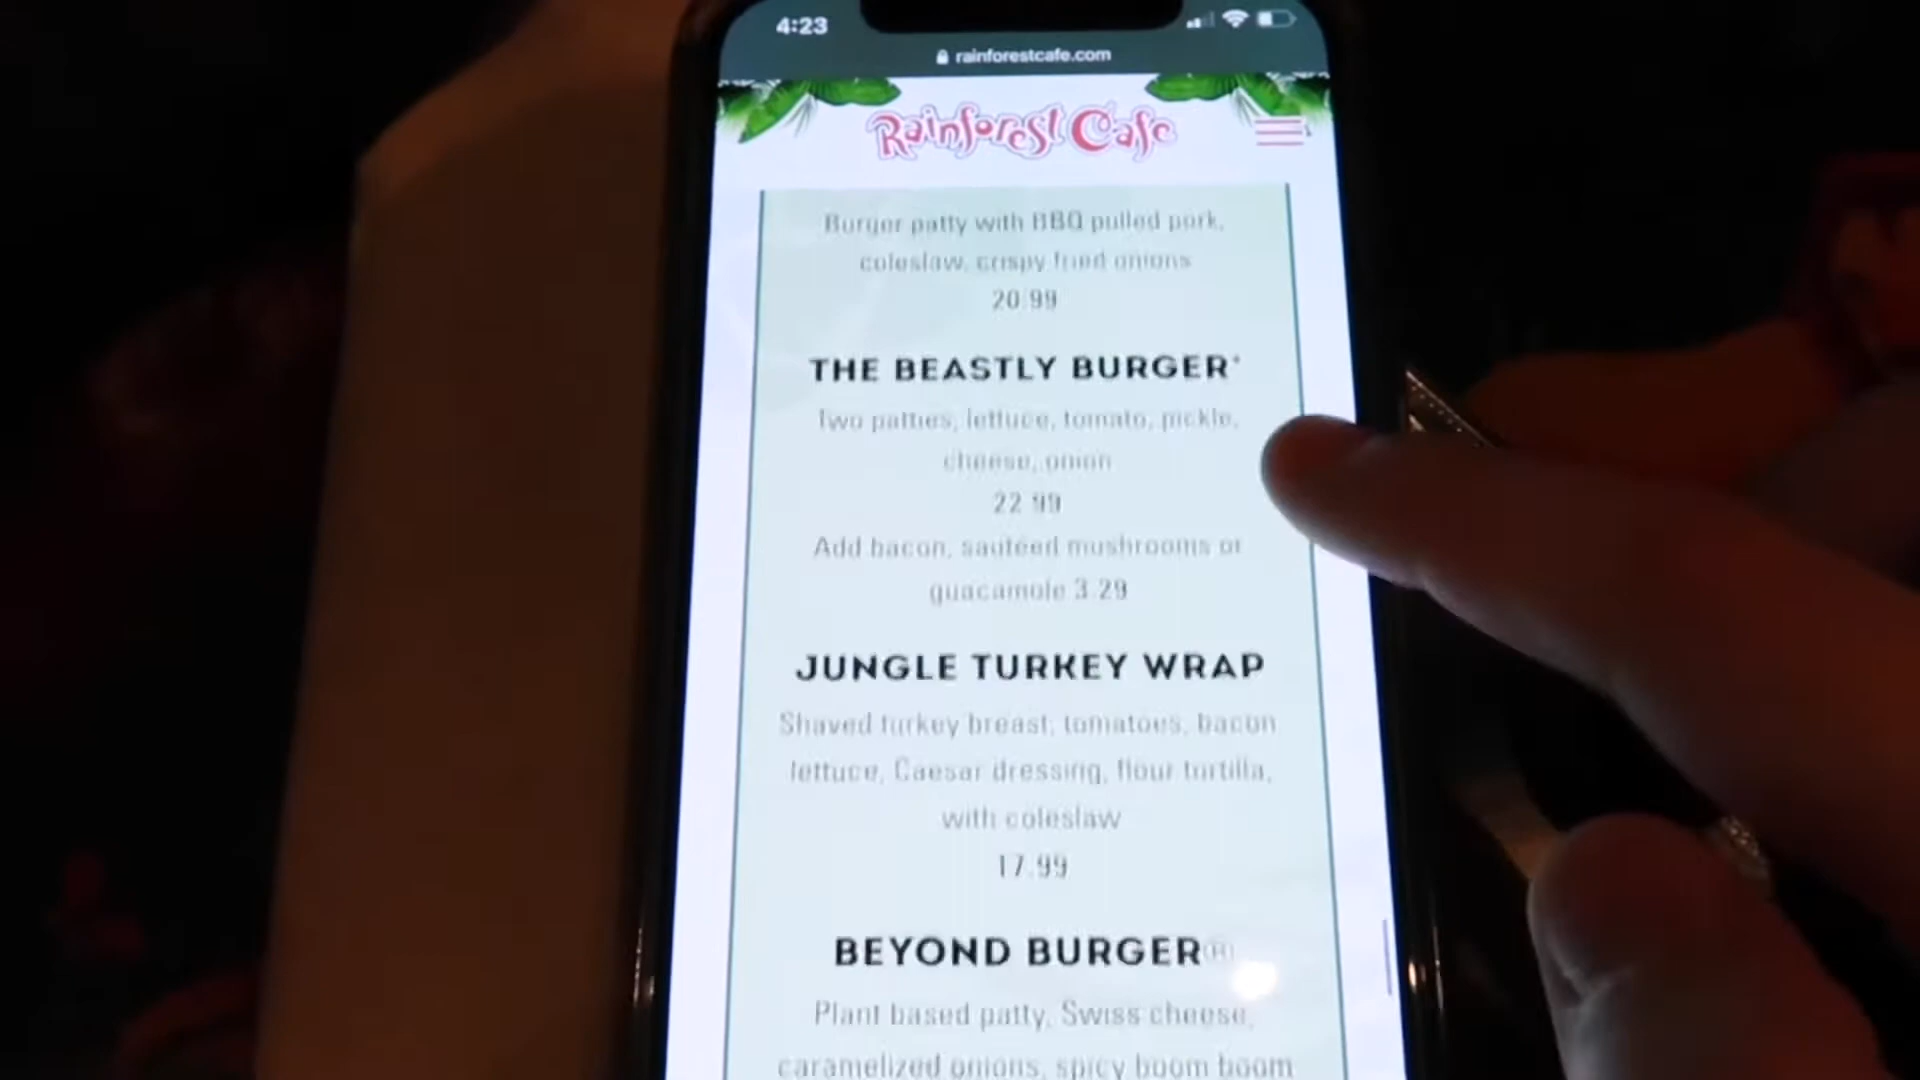 4:23
rainforestcafe.com
Rainforest Cafe
Burger patty with BBQ pulled pork,
coleslaw, crispy fried onions
20.99
THE BEASTLY BURGER*
Two patties, lettuce, tomato, pickle,
cheese, onion
22.99
Add bacon, sautéed mushrooms or
guacamole 3.29
JUNGLE TURKEY WRAP
Shaved turkey breast, tomatoes, bacon
lettuce, Caesar dressing, flour tortilla,
with coleslaw
17.99
BEYOND BURGER®
Plant based patty, Swiss cheese,
caramelized onions, spicy boom boom